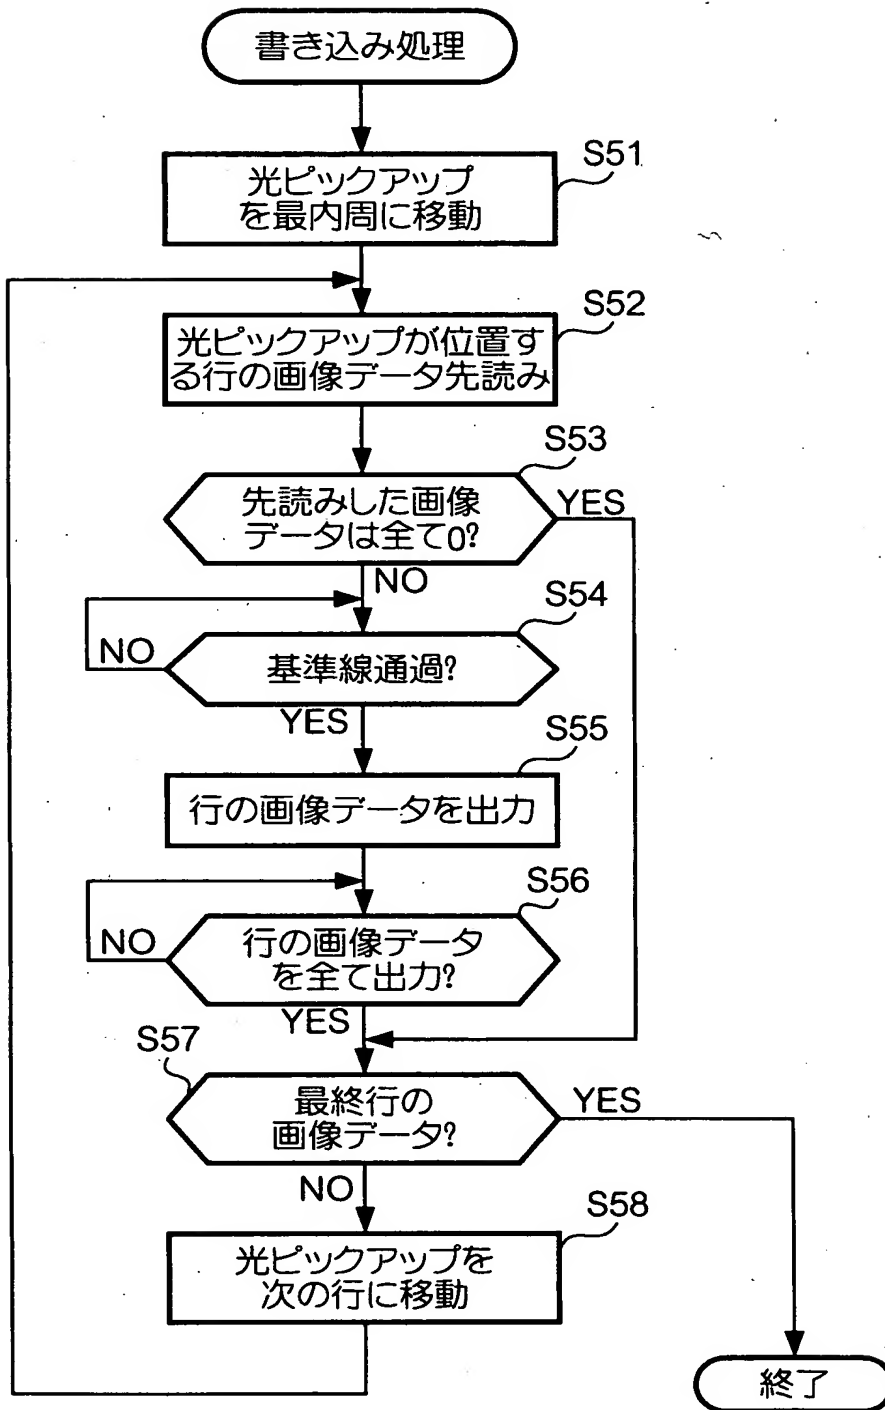 書き込み処理
S51
光ピックアップ
を最内周に移動
S52
光ピックアップが位置す
る行の画像データ先読み
S53
先読みした画像
データは全て0?
YES
NO
S54
基準線通過?
NO
YES
S55
行の画像データを出力
S56
行の画像データ
を全て出力?
NO
YES
S57
最終行の
画像データ?
YES
NO
S58
光ピックアップを
次の行に移動
終了